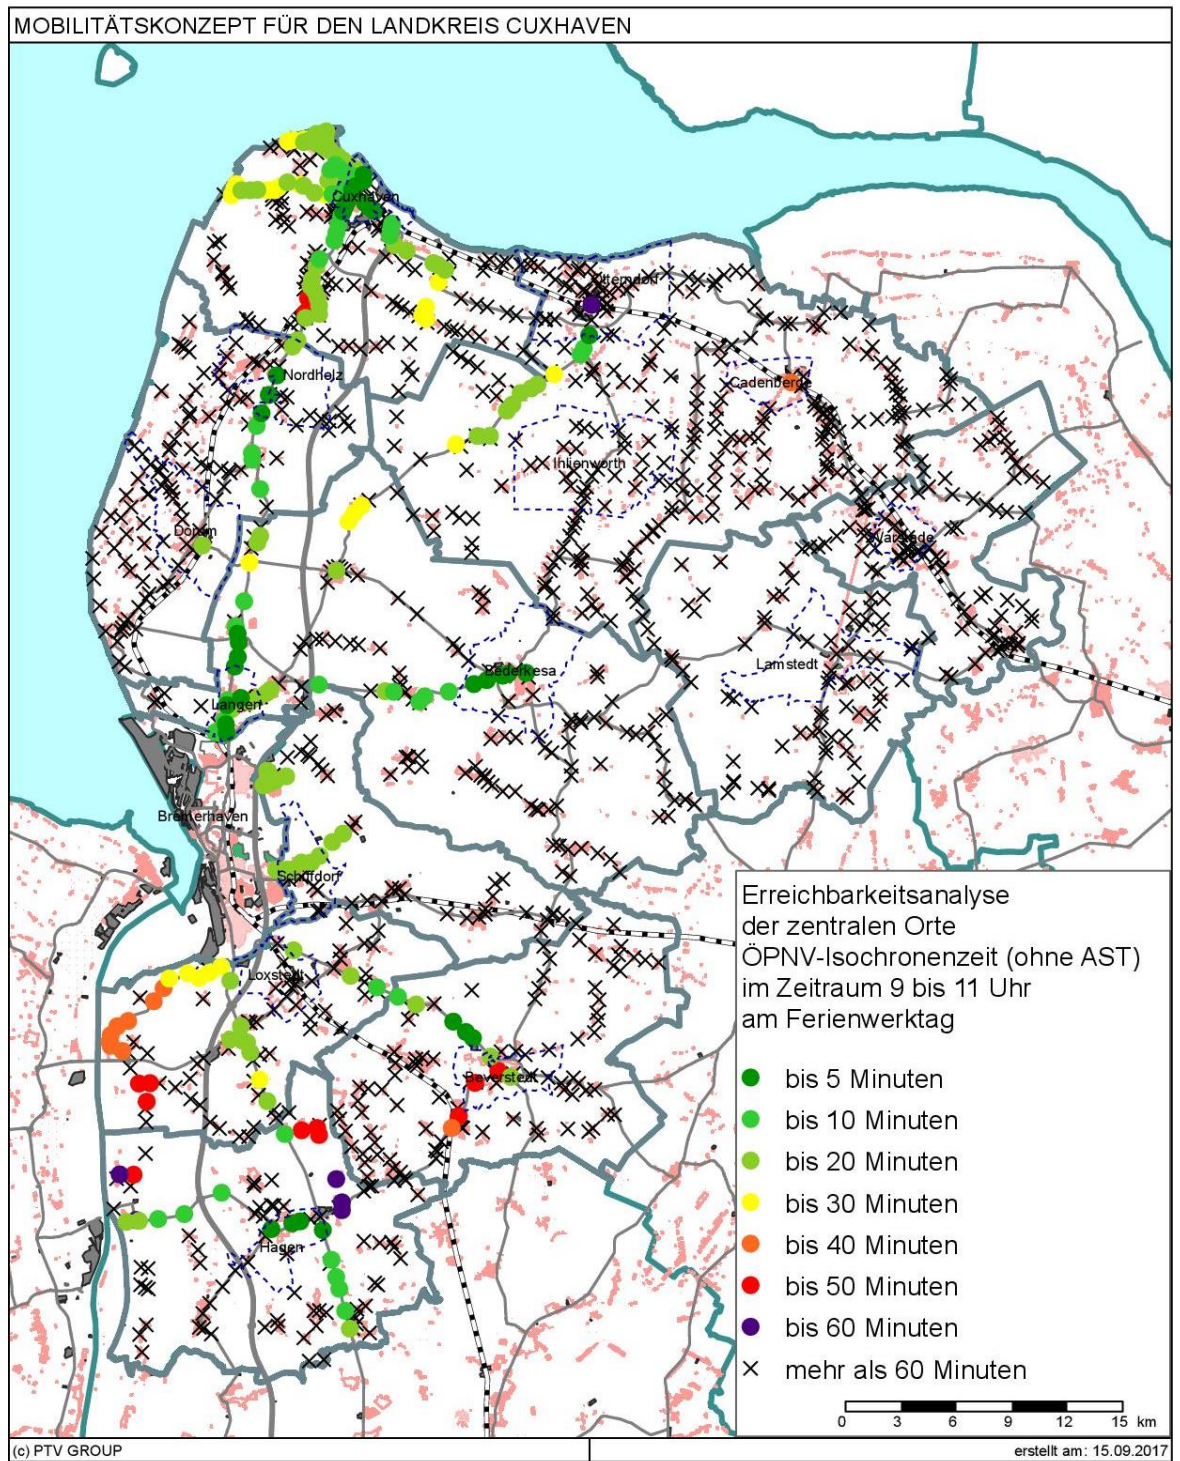 MOBILITÄTSKONZEPT FÜR DEN LANDKREIS CUXHAVEN
Cuxhaven
Otterndorf
Nordholz
Cadenberge
Ihlienworth
Dorum
Warstade
Bederkesa
Lamstedt
Langen
Bremerhaven
Schiffdorf
Loxstedt
Beverstedt
Hagen
Erreichbarkeitsanalyse
der zentralen Orte
ÖPNV-Isochronenzeit (ohne AST)
im Zeitraum 9 bis 11 Uhr
am Ferienwerktag
bis 5 Minuten
bis 10 Minuten
bis 20 Minuten
bis 30 Minuten
bis 40 Minuten
bis 50 Minuten
bis 60 Minuten
mehr als 60 Minuten
0 3 6 9 12 15 km
(c) PTV GROUP
erstellt am: 15.09.2017